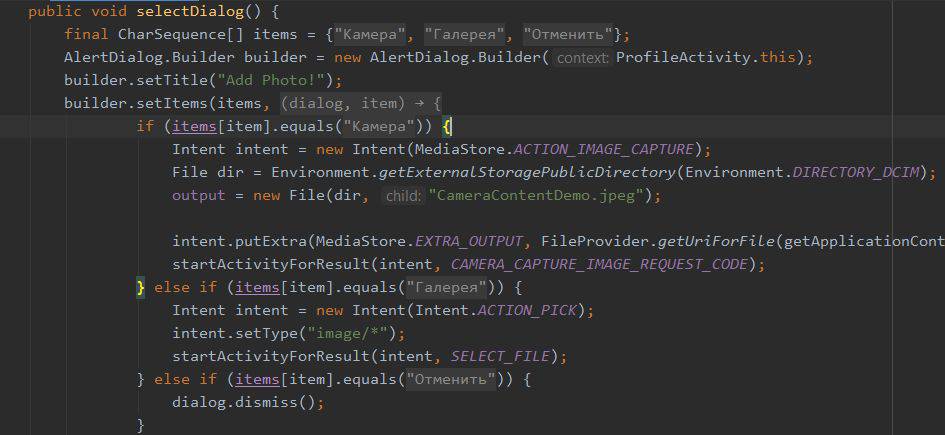 public void selectDialog() {
final CharSequence[] items = {"Камера", "Галерея", "Отменить"};
AlertDialog.Builder builder = new AlertDialog.Builder( context: ProfileActivity.this);
builder.setTitle("Add Photo!");
builder.setItems(items, (dialog, item) → {
if (items[item].equals("Камера")) {
Intent intent = new Intent(MediaStore.ACTION_IMAGE_CAPTURE);
File dir = Environment.getExternalStoragePublicDirectory(Environment.DIRECTORY_DCIM);
output = new File(dir, child: "CameraContentDemo.jpeg");
intent.putExtra(MediaStore.EXTRA_OUTPUT, FileProvider.getUriForFile(getApplicationCont
startActivityForResult(intent, CAMERA_CAPTURE_IMAGE_REQUEST_CODE);
} else if (items[item].equals("Галерея")) {
Intent intent = new Intent(Intent.ACTION_PICK);
intent.setType("image/*");
startActivityForResult(intent, SELECT_FILE);
} else if (items[item].equals("Отменить")) {
dialog.dismiss();
}